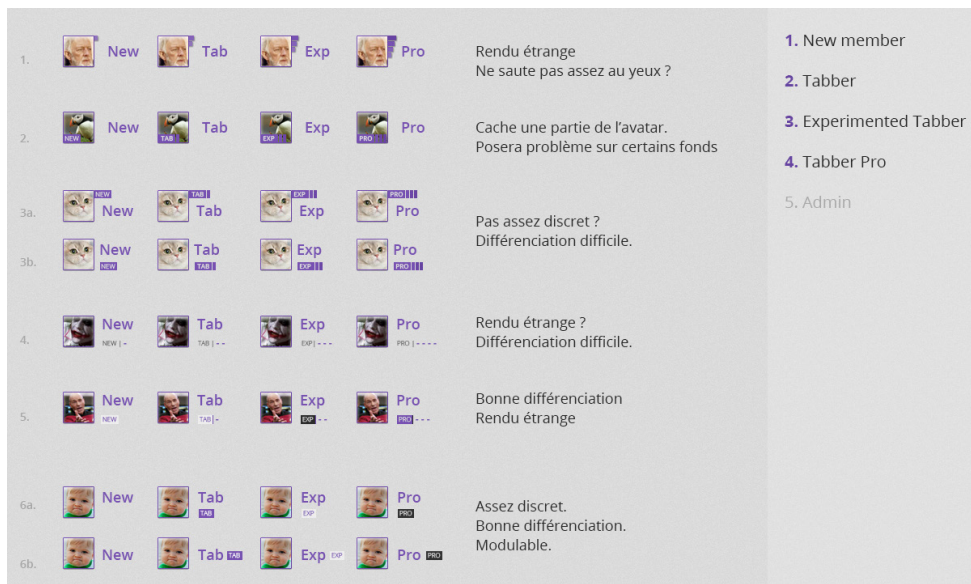 1. New Tab Exp Pro
Rendu étrange
Ne saute pas assez au yeux ?
2. New Tab Exp Pro
NEW TAB EXP PRO
Cache une partie de l'avatar.
Posera problème sur certains fonds
NEW TAB EXP PRO
3a. New Tab Exp Pro
3b. New Tab Exp Pro
NEW TAB EXP PRO
Pas assez discret ?
Différenciation difficile.
4. New Tab Exp Pro
NEW | - TAB | - - EXP | - - - PRO | - - - -
Rendu étrange ?
Différenciation difficile.
5. New Tab Exp Pro
NEW TAB|- EXP - - PRO - - -
Bonne différenciation
Rendu étrange
6a. New Tab Exp Pro
TAB EXP PRO
6b. New Tab TAB Exp EXP Pro PRO
Assez discret.
Bonne différenciation.
Modulable.
1. New member
2. Tabber
3. Experimented Tabber
4. Tabber Pro
5. Admin